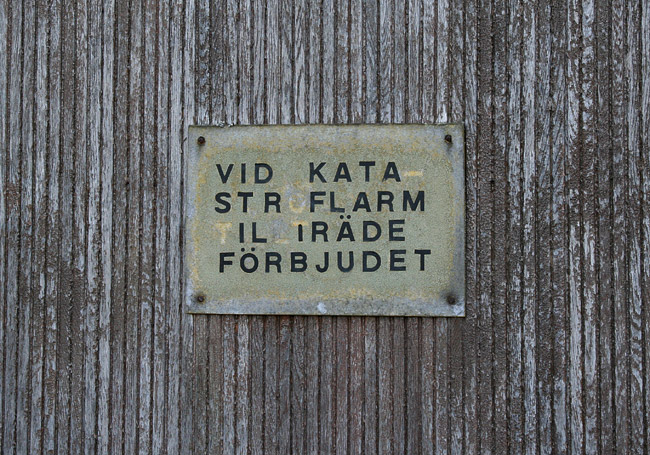 VID KATA-
STROFLARM
TILLTRÄDE
FÖRBJUDET